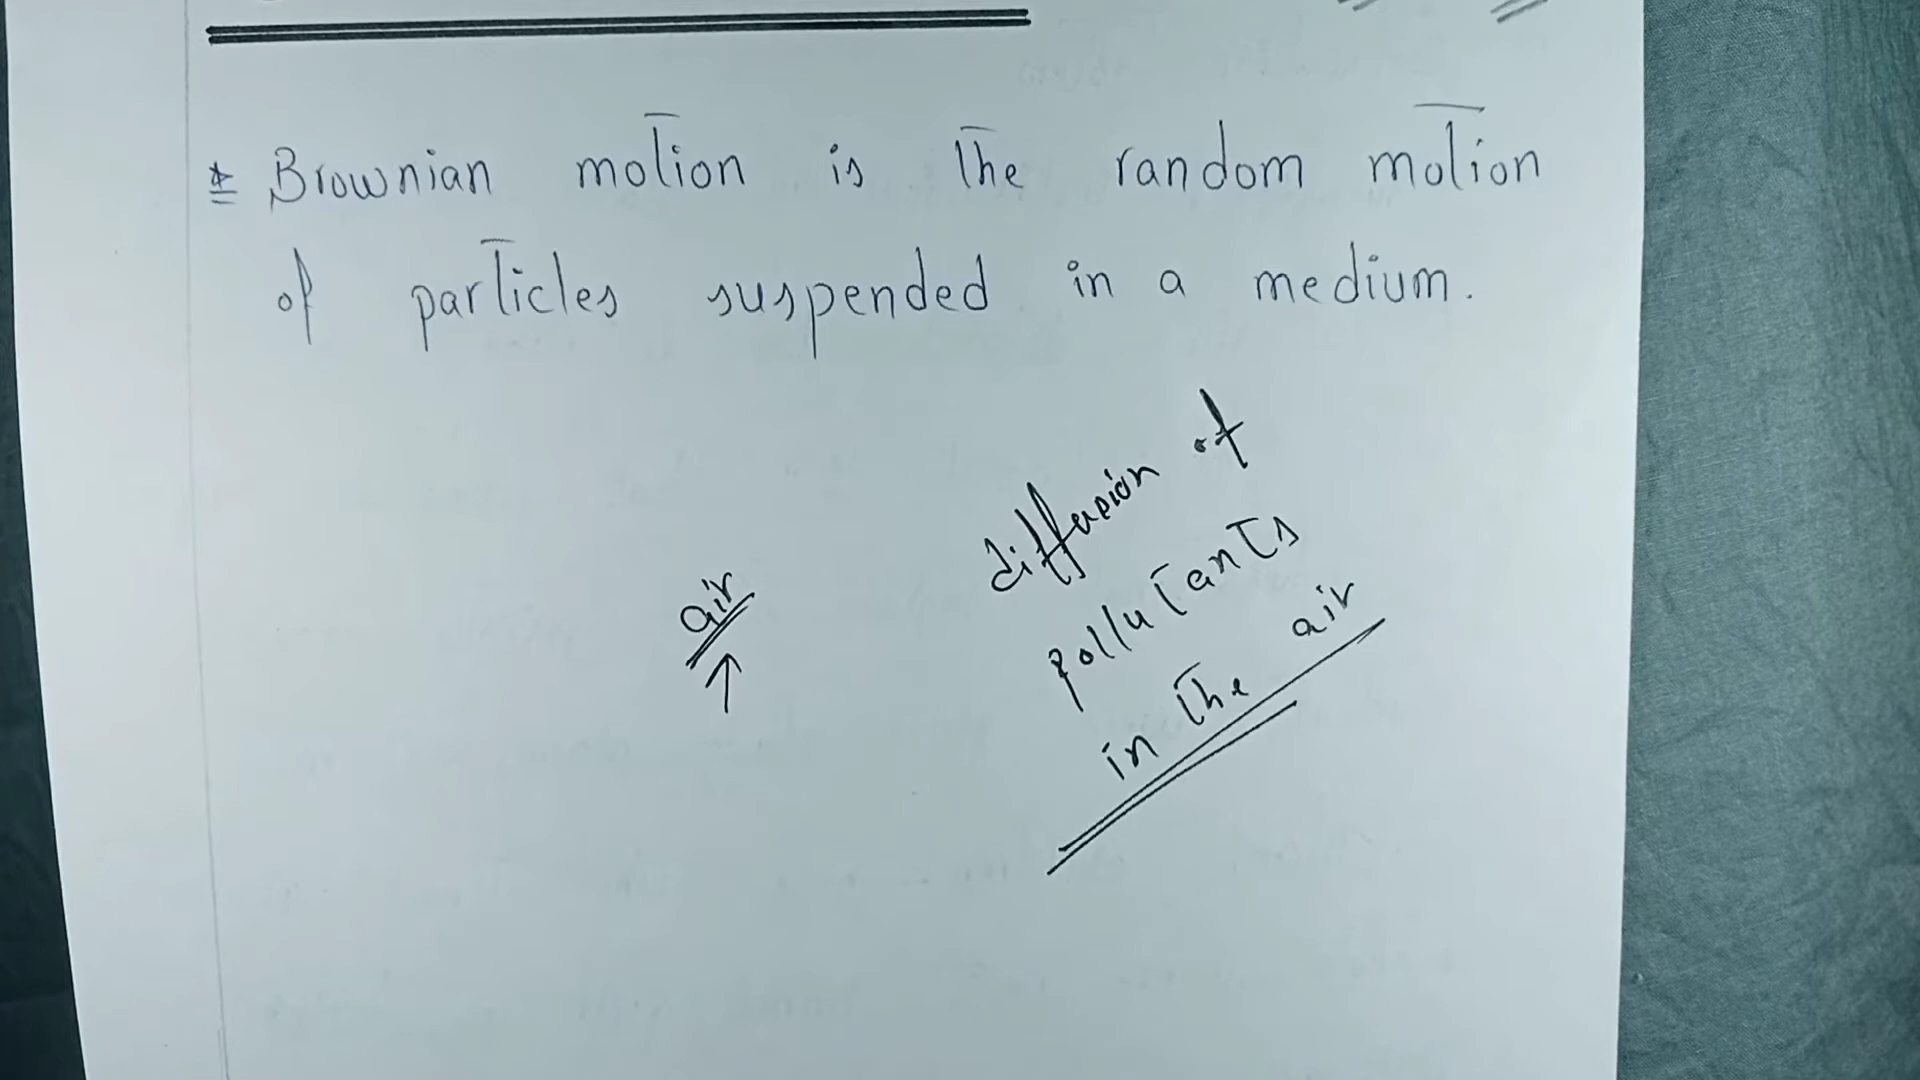 * Brownian motion is the random motion
of particles suspended in a medium.
air
diffusion of
pollutants
in the air